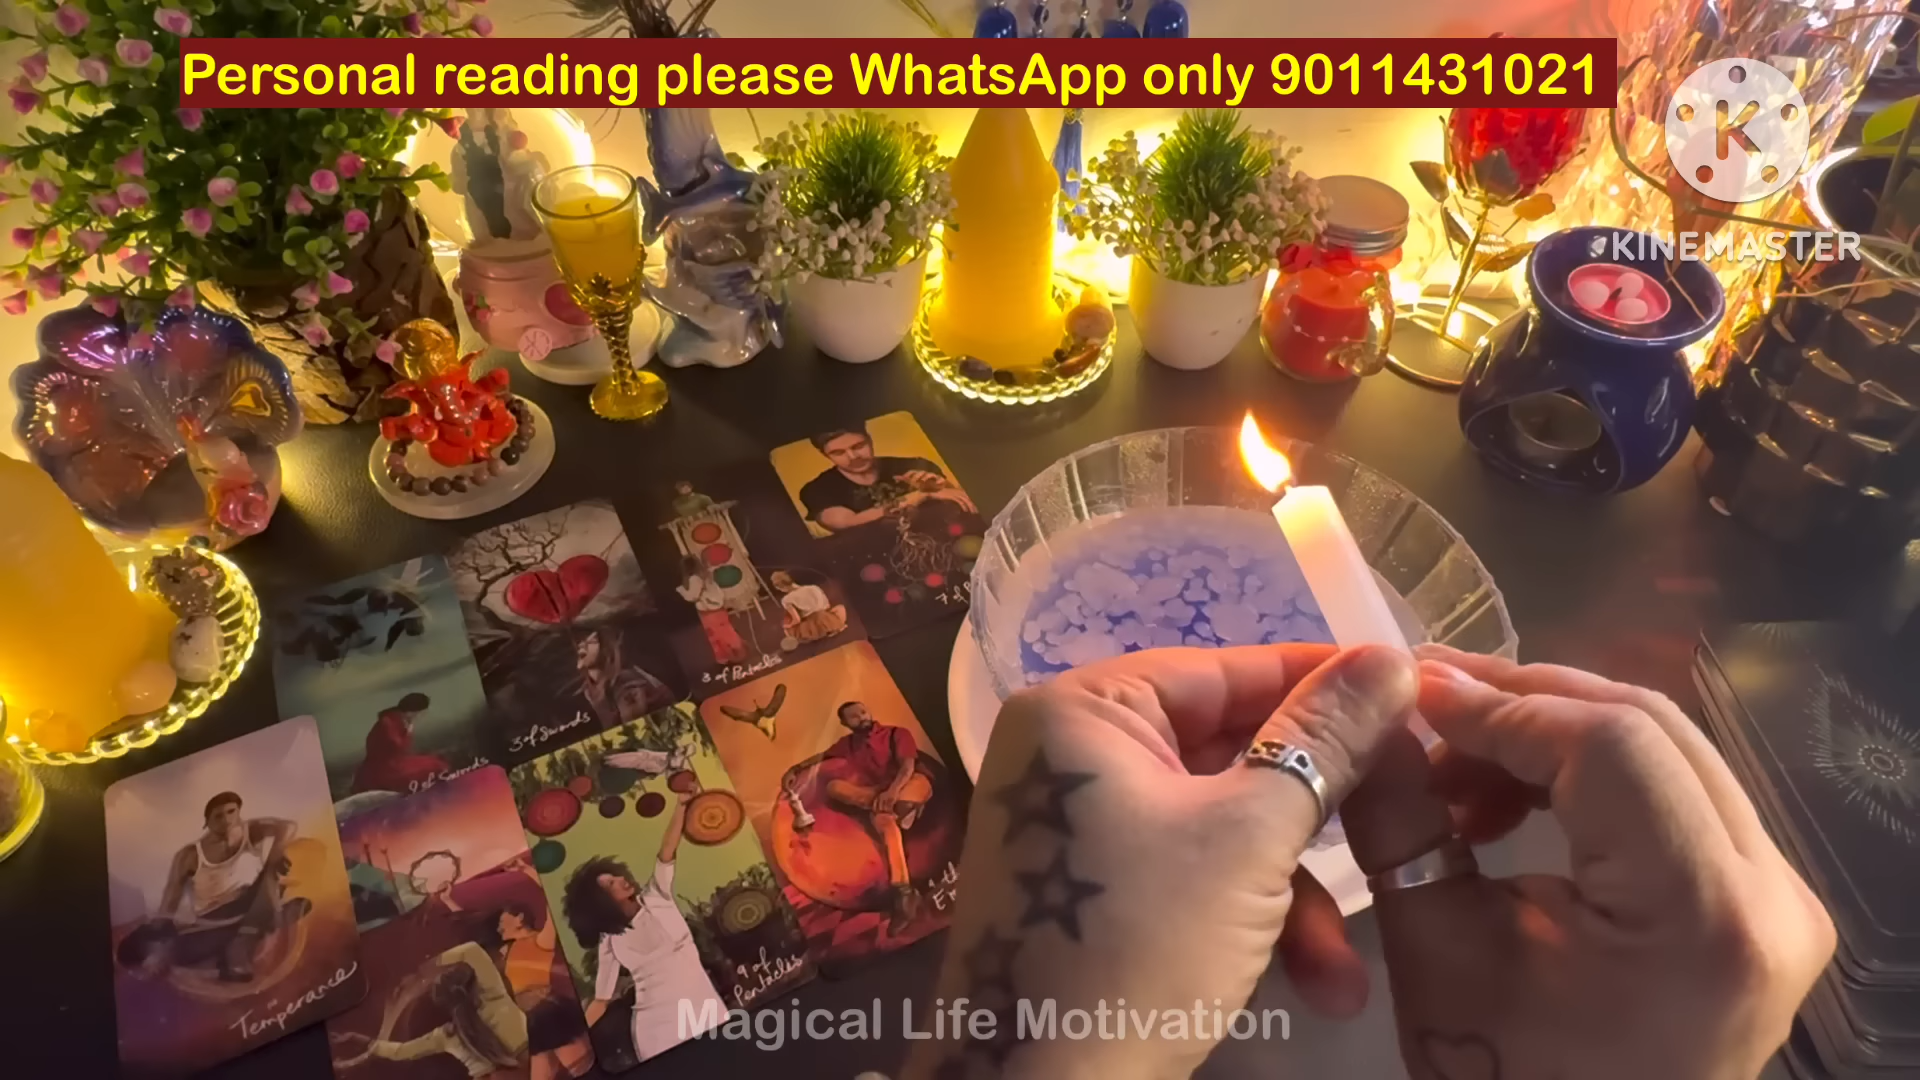 Personal reading please WhatsApp only 9011431021
K
KINEMASTER
7 of
3 of Pentacles
3 of Swords
9 of Swords
9 of
Pentacles
Temperance
Magical Life Motivation